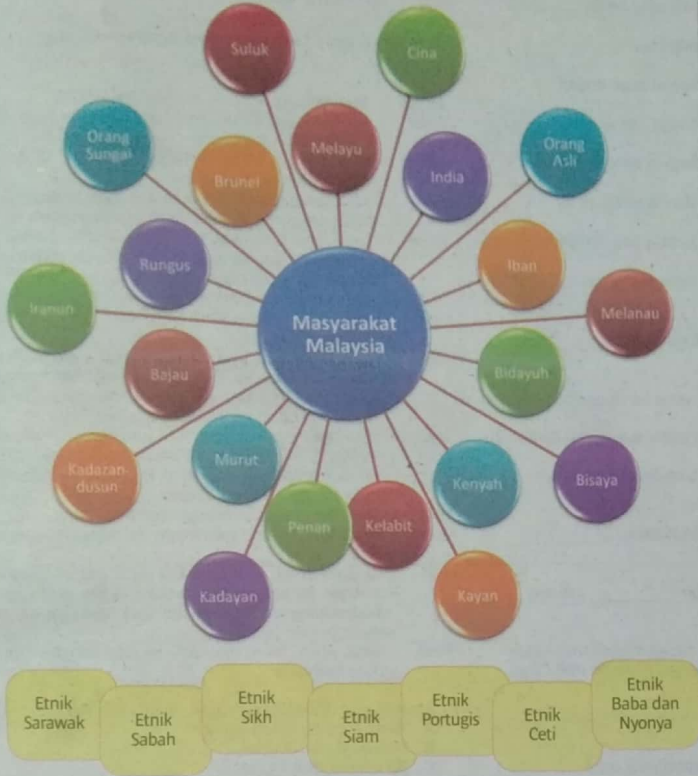 Suluk
Cina
Orang
Sungai
Brunei
Melayu
India
Orang
Asli
Rungus
Iban
Iranun
Masyarakat
Malaysia
Melanau
Bajau
Bidayuh
Kadazan-
dusun
Murut
Kenyah
Bisaya
Penan
Kelabit
Kadayan
Kayan
Etnik
Sarawak
Etnik
Sabah
Etnik
Sikh
Etnik
Siam
Etnik
Portugis
Etnik
Ceti
Etnik
Baba dan
Nyonya